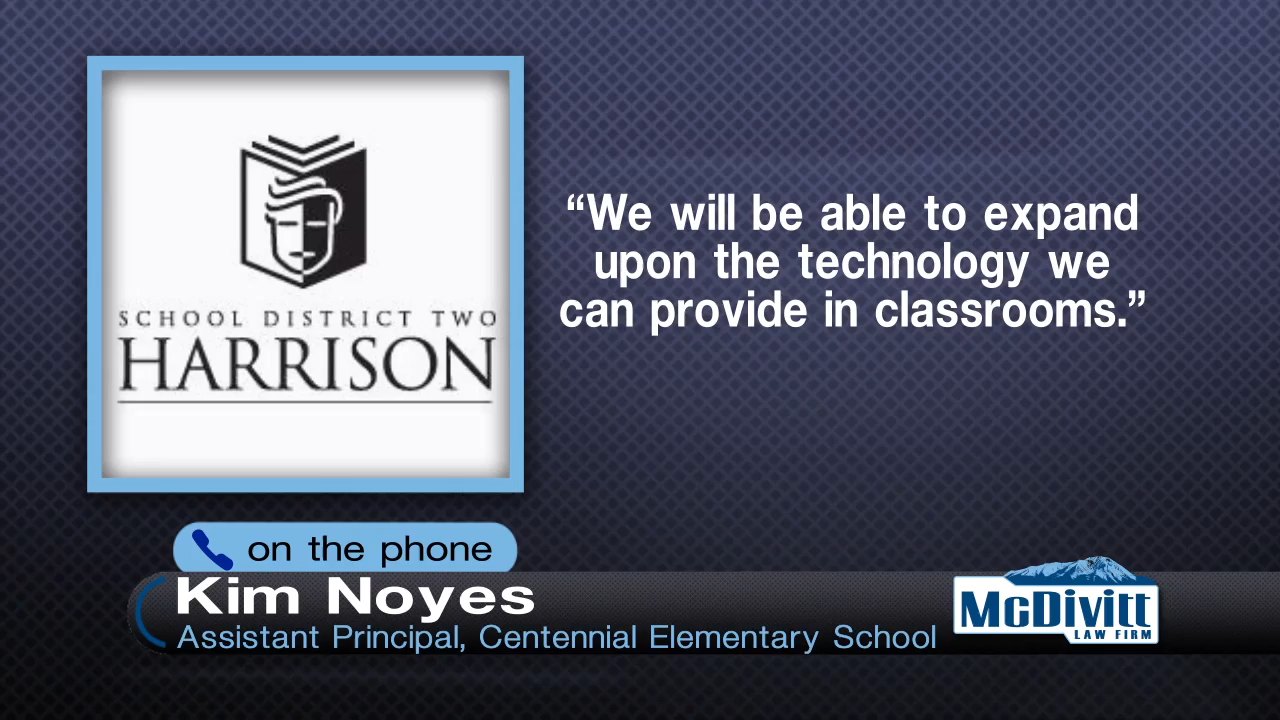 SCHOOL DISTRICT TWO
HARRISON
“We will be able to expand
upon the technology we
can provide in classrooms.”
on the phone
Kim Noyes
Assistant Principal, Centennial Elementary School
McDivitt
LAW FIRM